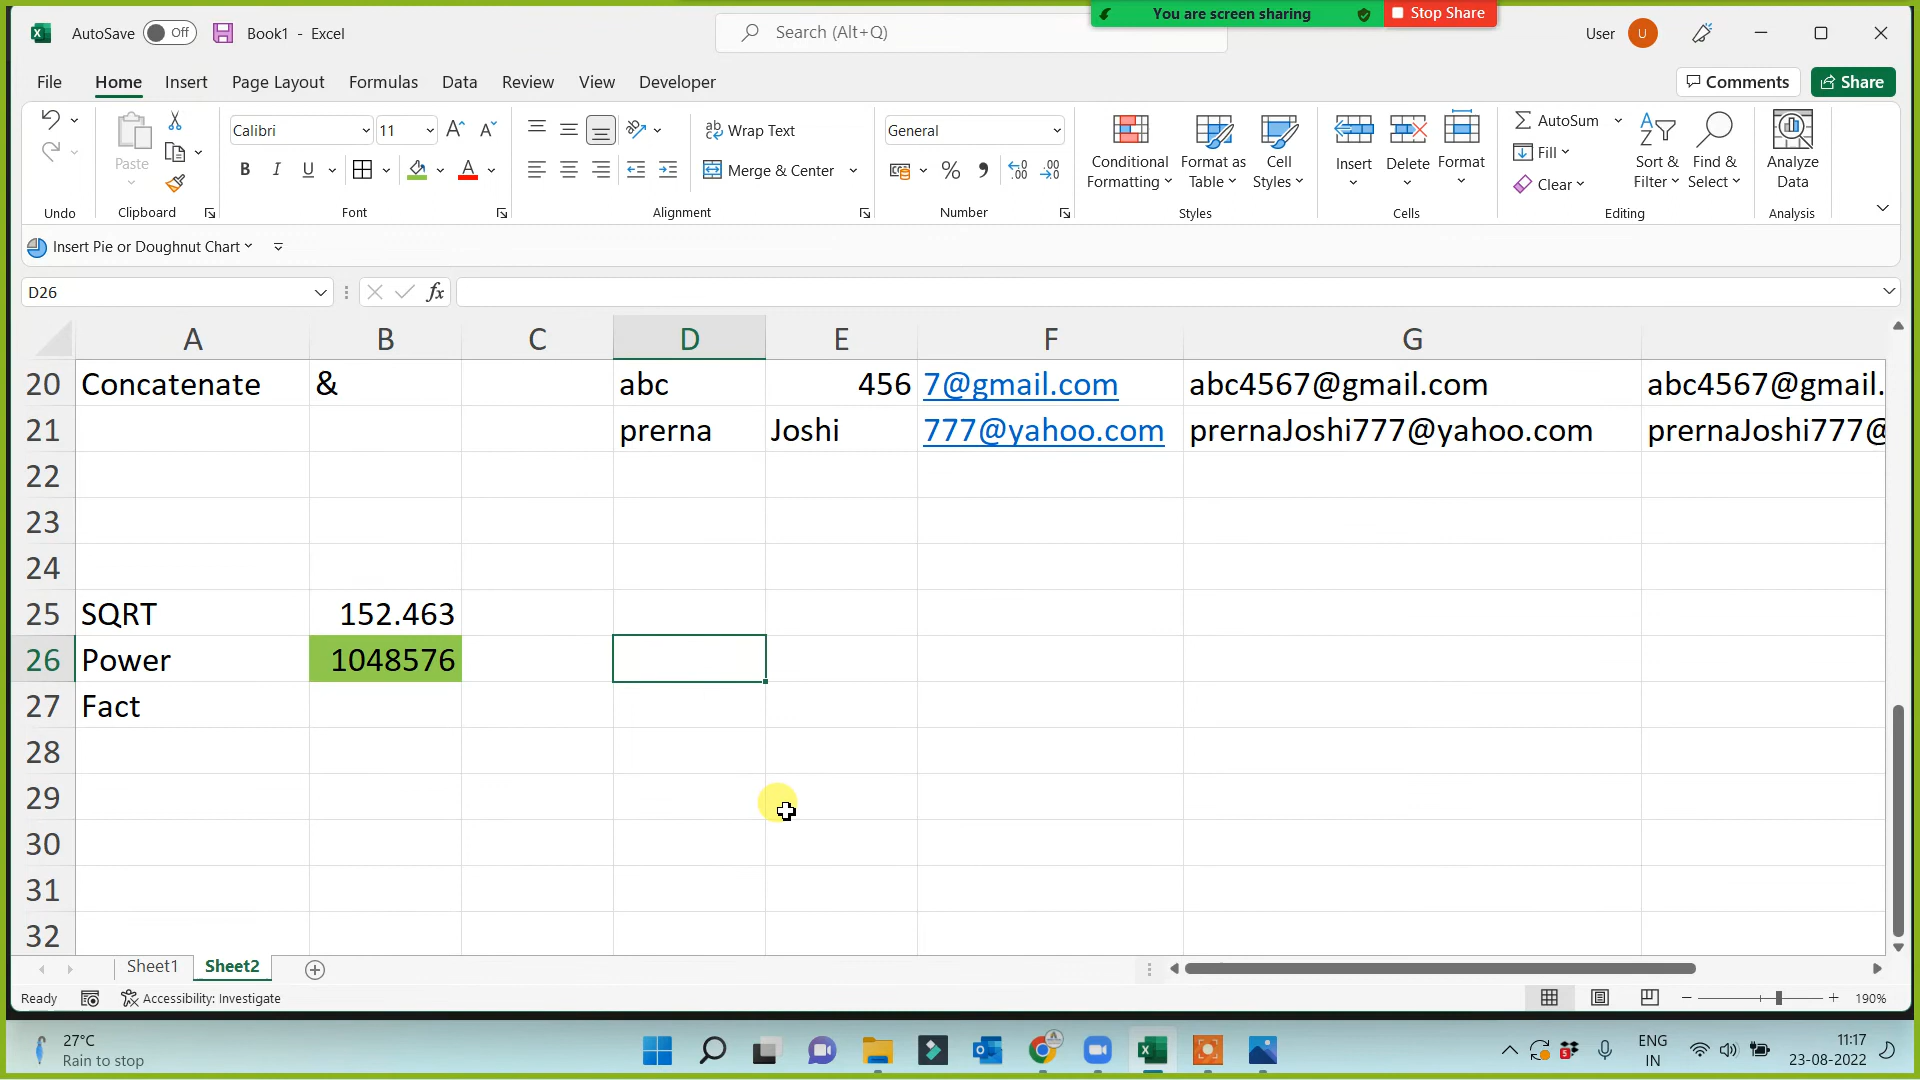 You are screen sharing
Stop Share
AutoSave Off Book1 - Excel
Search (Alt+Q)
User U
File Home Insert Page Layout Formulas Data Review View Developer
Comments Share
Paste
Calibri 11
Wrap Text
General
Conditional Formatting
Format as Table
Cell Styles
Insert Delete Format
AutoSum
Fill
Clear
Sort & Filter
Find & Select
Analyze Data
B I U
Merge & Center
Undo Clipboard Font Alignment Number Styles Cells Editing Analysis
Insert Pie or Doughnut Chart
D26
fx
A B C D E F G
20 Concatenate & abc 456 7@gmail.com abc4567@gmail.com abc4567@gmail.
21 prerna Joshi 777@yahoo.com prernaJoshi777@yahoo.com prernaJoshi777@
22
23
24
25 SQRT 152.463
26 Power 1048576
27 Fact
28
29
30
31
32
Sheet1 Sheet2
Ready Accessibility: Investigate 190%
27°C
Rain to stop
ENG
IN
11:17
23-08-2022